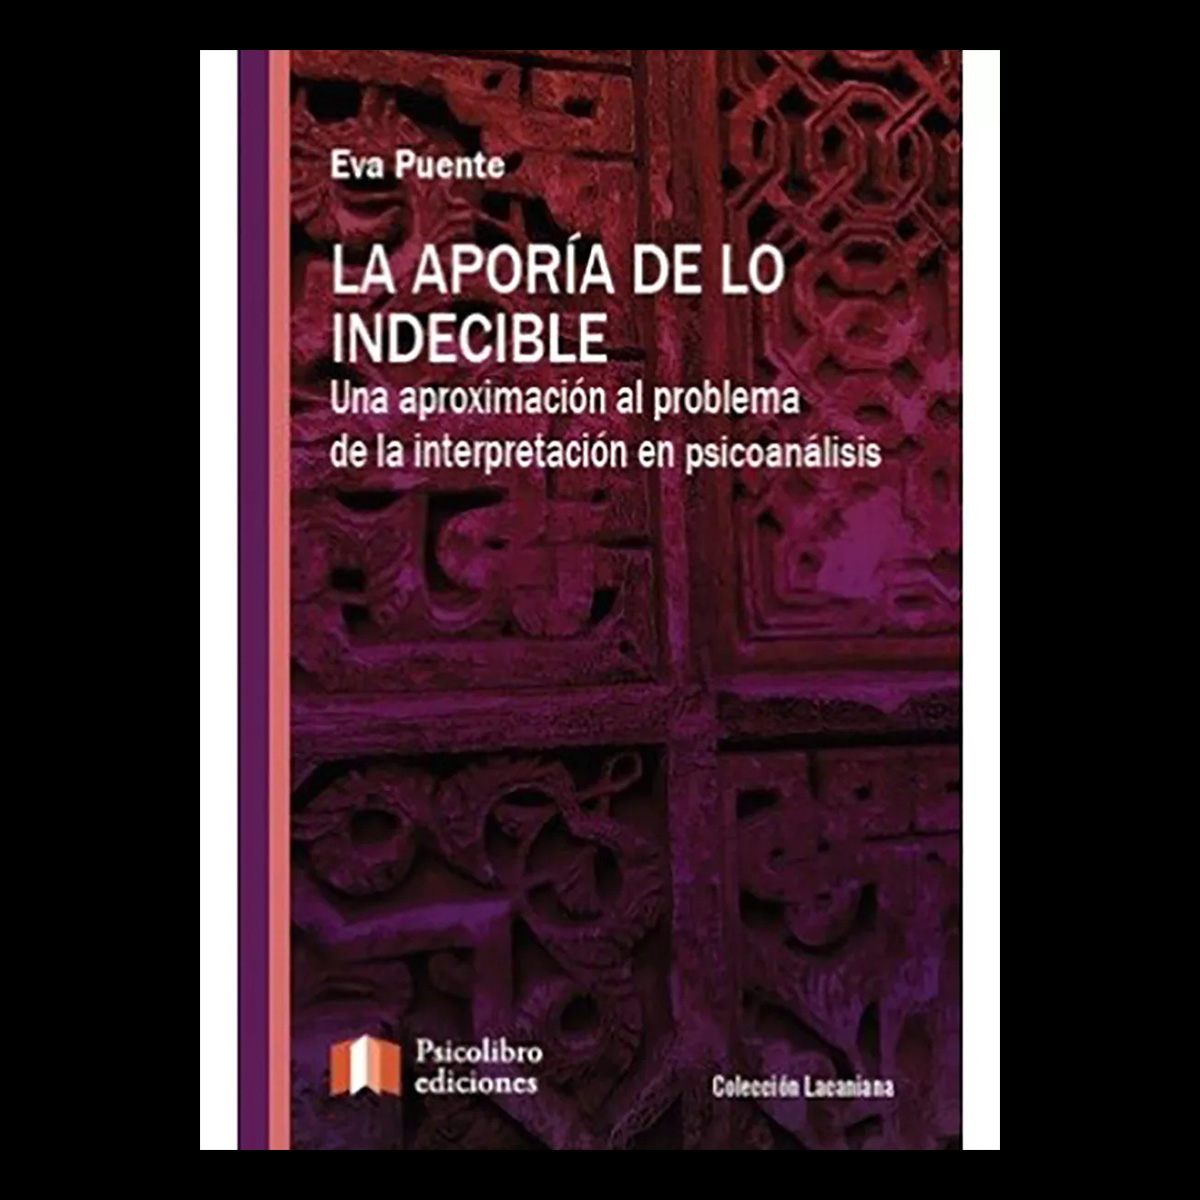 Eva Puente
LA APORÍA DE LO
INDECIBLE
Una aproximación al problema
de la interpretación en psicoanálisis
Psicolibro
ediciones
Colección Lacaniana